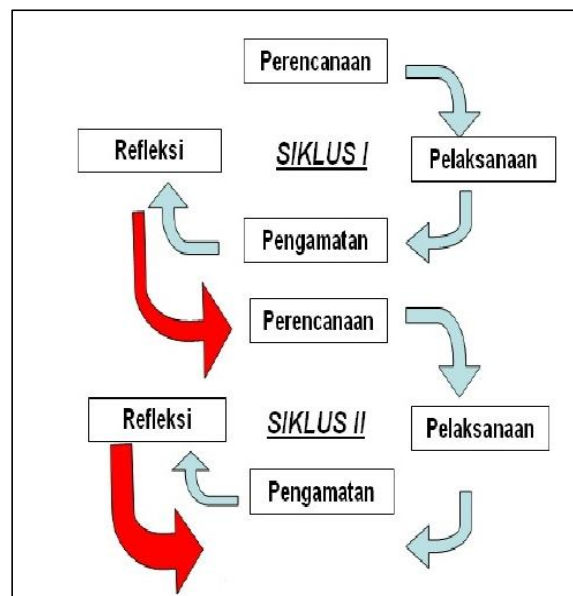 Perencanaan
Refleksi
SIKLUS I
Pelaksanaan
Pengamatan
Perencanaan
Refleksi
SIKLUS II
Pelaksanaan
Pengamatan